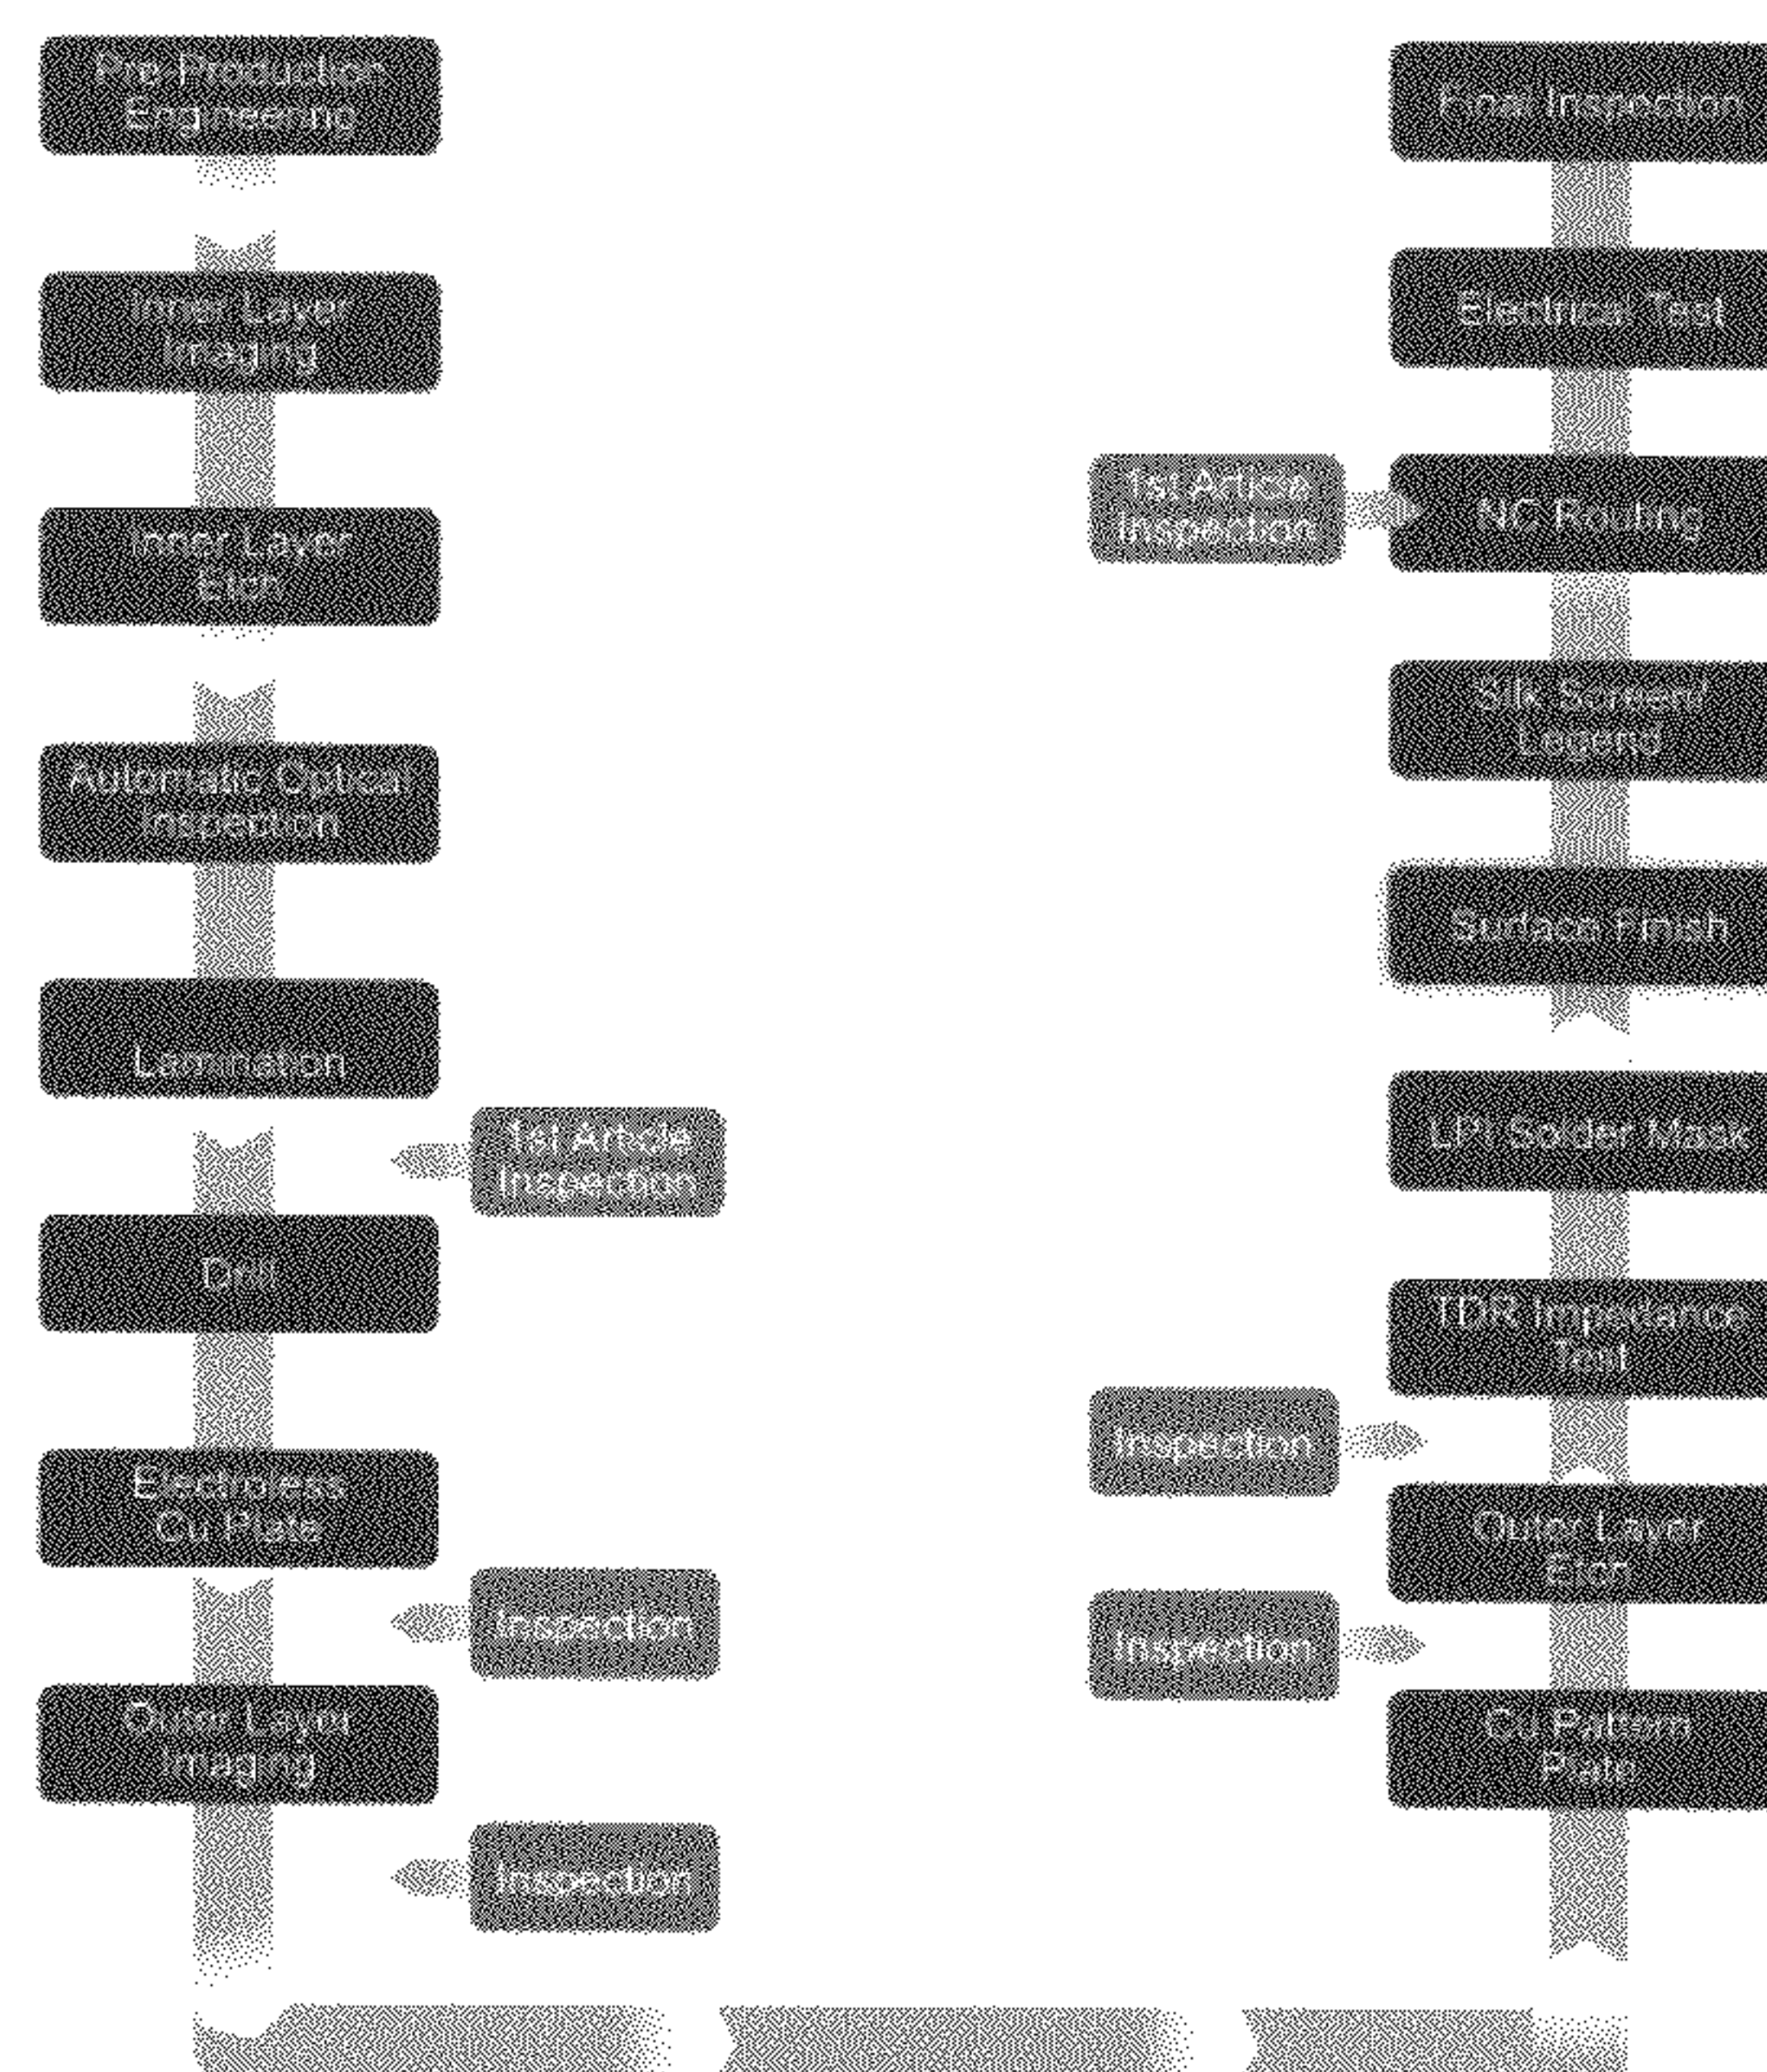 Pre-Production
Engineering
Inner Layer
Imaging
Inner Layer
Etch
Automatic Optical
Inspection
Lamination
1st Article
Inspection
Drill
Electroless
Cu Plate
Inspection
Outer Layer
Imaging
Inspection
Final Inspection
Electrical Test
1st Article
Inspection
NC Routing
Silk Screen/
Legend
Surface Finish
LPI Solder Mask
TDR Impedance
Test
Inspection
Outer Layer
Etch
Inspection
Cu Pattern
Plate